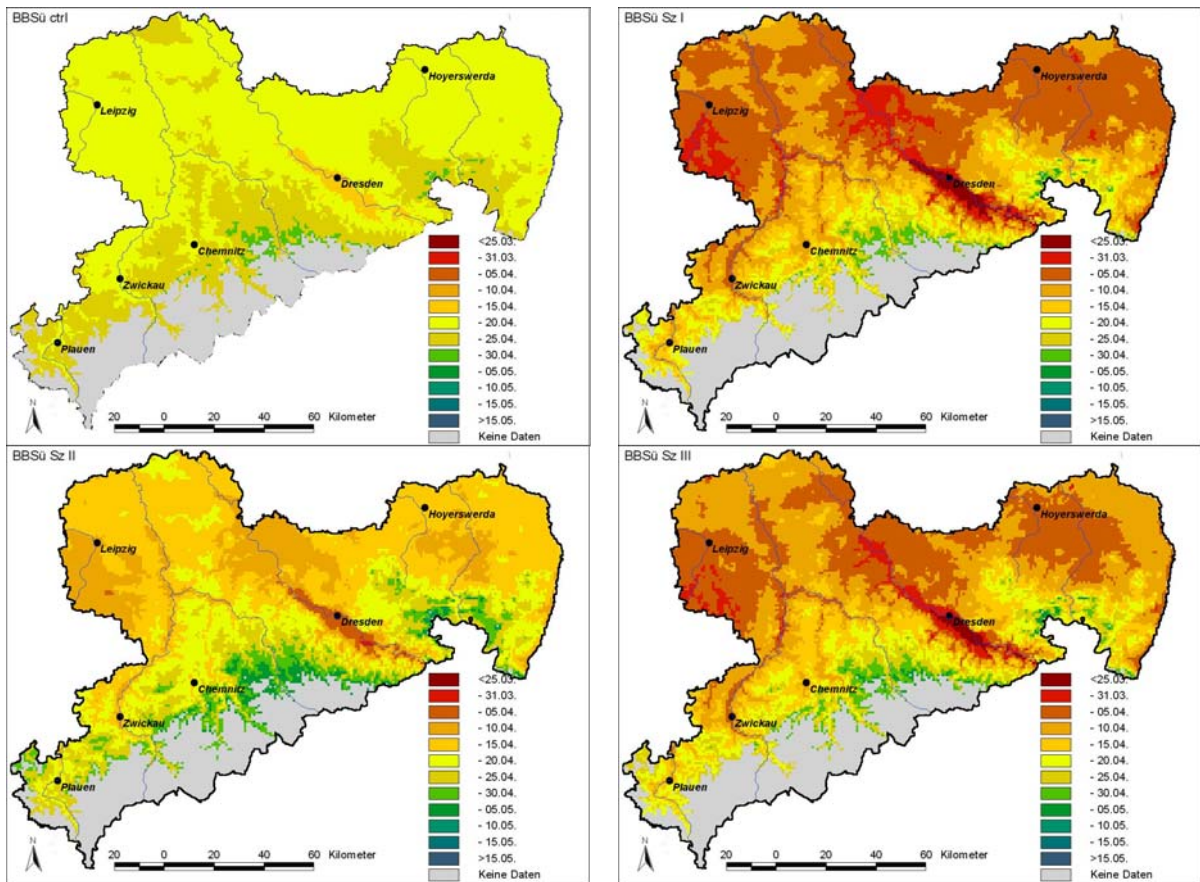 BBSü ctrl
Hoyerswerda
Leipzig
Dresden
Chemnitz
Zwickau
Plauen
<25.03.
- 31.03.
- 05.04.
- 10.04.
- 15.04.
- 20.04.
- 25.04.
- 30.04.
- 05.05.
- 10.05.
- 15.05.
>15.05.
Keine Daten
N
20 0 20 40 60 Kilometer
BBSü Sz I
Hoyerswerda
Leipzig
Dresden
Chemnitz
Zwickau
Plauen
<25.03.
- 31.03.
- 05.04.
- 10.04.
- 15.04.
- 20.04.
- 25.04.
- 30.04.
- 05.05.
- 10.05.
- 15.05.
>15.05.
Keine Daten
N
20 0 20 40 60 Kilometer
BBSü Sz II
Hoyerswerda
Leipzig
Dresden
Chemnitz
Zwickau
Plauen
<25.03.
- 31.03.
- 05.04.
- 10.04.
- 15.04.
- 20.04.
- 25.04.
- 30.04.
- 05.05.
- 10.05.
- 15.05.
>15.05.
Keine Daten
N
20 0 20 40 60 Kilometer
BBSü Sz III
Hoyerswerda
Leipzig
Dresden
Chemnitz
Zwickau
Plauen
<25.03.
- 31.03.
- 05.04.
- 10.04.
- 15.04.
- 20.04.
- 25.04.
- 30.04.
- 05.05.
- 10.05.
- 15.05.
>15.05.
Keine Daten
N
20 0 20 40 60 Kilometer